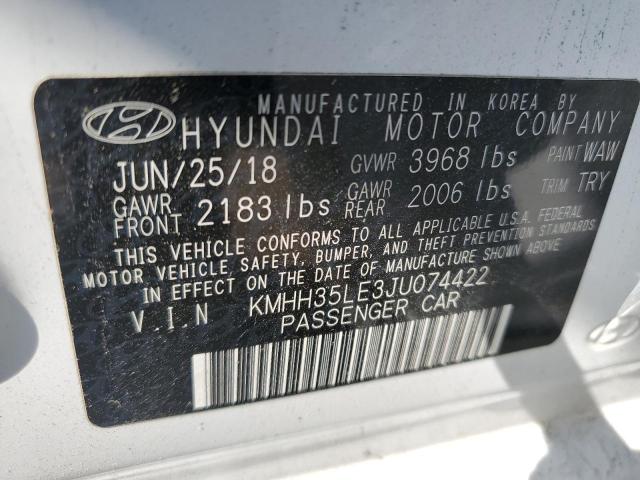 MANUFACTURED IN KOREA BY
HYUNDAI MOTOR COMPANY
JUN/25/18 GVWR 3968 lbs PAINT WAW
GAWR FRONT 2183 lbs GAWR REAR 2006 lbs TRIM TRY
THIS VEHICLE CONFORMS TO ALL APPLICABLE U.S.A. FEDERAL
MOTOR VEHICLE SAFETY, BUMPER, AND THEFT PREVENTION STANDARDS
IN EFFECT ON THE DATE OF MANUFACTURE SHOWN ABOVE.
V.I.N KMHH35LE3JU074422
PASSENGER CAR